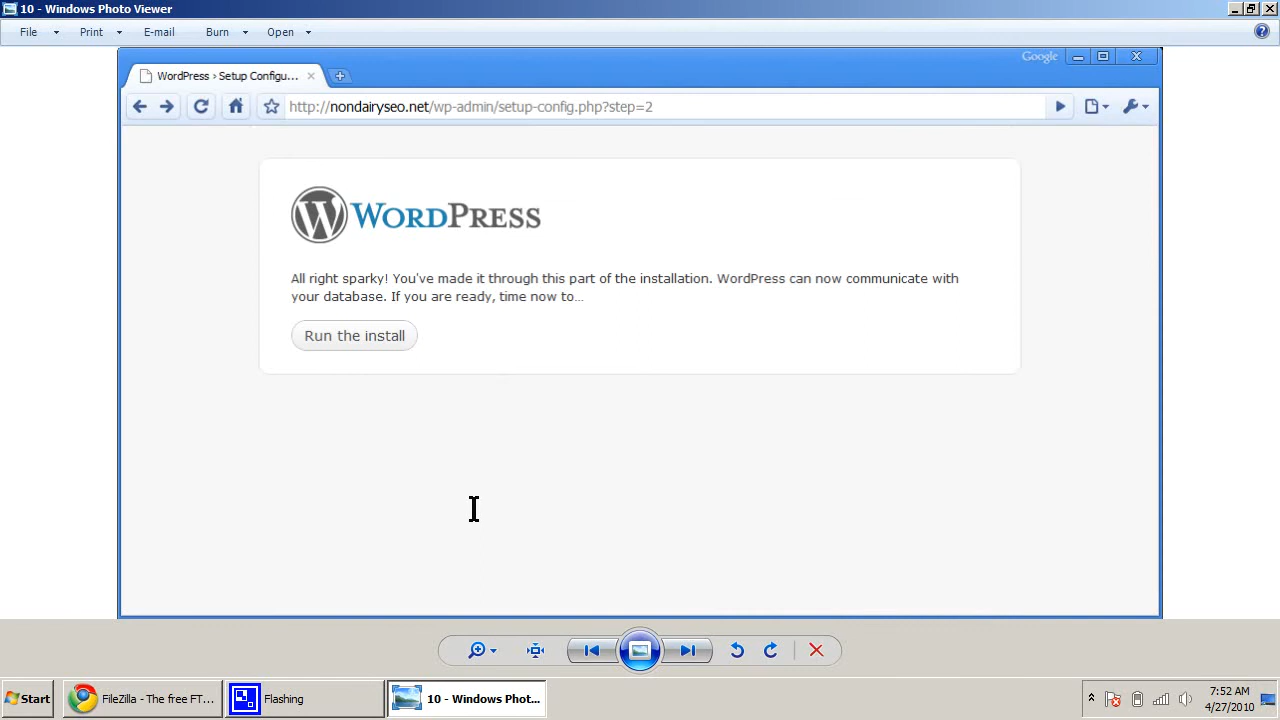 10 - Windows Photo Viewer
File Print E-mail Burn Open
Google
WordPress › Setup Configu...
http://nondairyseo.net/wp-admin/setup-config.php?step=2
WORDPRESS
All right sparky! You've made it through this part of the installation. WordPress can now communicate with
your database. If you are ready, time now to…
Run the install
Start FileZilla - The free FT... Flashing 10 - Windows Phot...
7:52 AM
4/27/2010